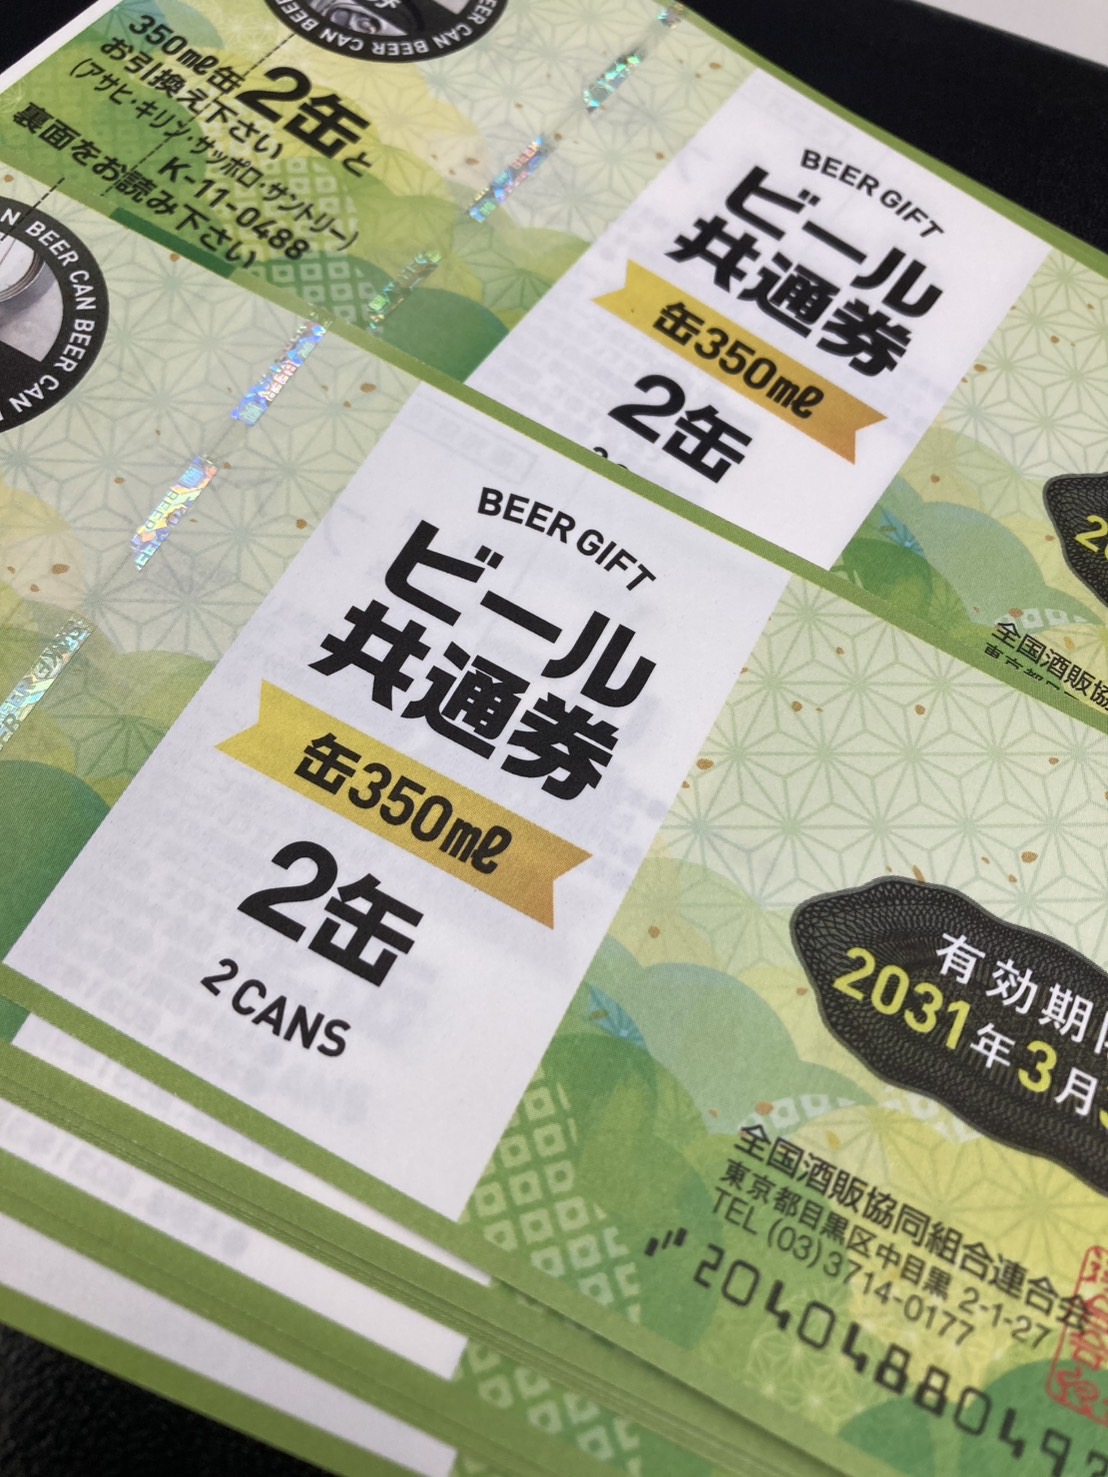 BEER CAN BEER CAN BEER
350㎖缶2缶と
お引換え下さい
(アサヒ・キリン・サッポロ・サントリー)
K-11-0488
裏面をお読み下さい
BEER GIFT
ビール
共通券
缶350㎖
2缶
全国酒販協
BEER CAN BEER CAN
BEER GIFT
ビール
共通券
缶350㎖
2缶
2 CANS
有効期
2031年3月
全国酒販協同組合連合会
東京都目黒区中目黒 2-1-27
TEL (03) 3714-0177
204048804